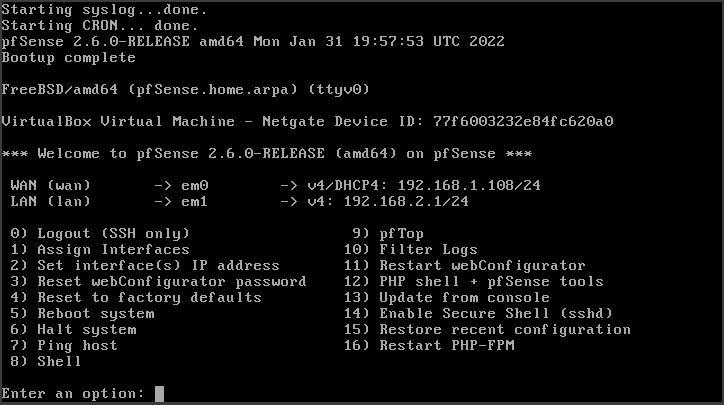 Starting syslog...done.
Starting CRON... done.
pfSense 2.6.0-RELEASE amd64 Mon Jan 31 19:57:53 UTC 2022
Bootup complete
FreeBSD/amd64 (pfSense.home.arpa) (ttyv0)
VirtualBox Virtual Machine - Netgate Device ID: 77f6003232e84fc620a0
*** Welcome to pfSense 2.6.0-RELEASE (amd64) on pfSense ***
WAN (wan)       -> em0        -> v4/DHCP4: 192.168.1.108/24
LAN (lan)       -> em1        -> v4: 192.168.2.1/24
0) Logout (SSH only)                  9) pfTop
1) Assign Interfaces                 10) Filter Logs
2) Set interface(s) IP address       11) Restart webConfigurator
3) Reset webConfigurator password    12) PHP shell + pfSense tools
4) Reset to factory defaults         13) Update from console
5) Reboot system                     14) Enable Secure Shell (sshd)
6) Halt system                       15) Restore recent configuration
7) Ping host                         16) Restart PHP-FPM
8) Shell
Enter an option: